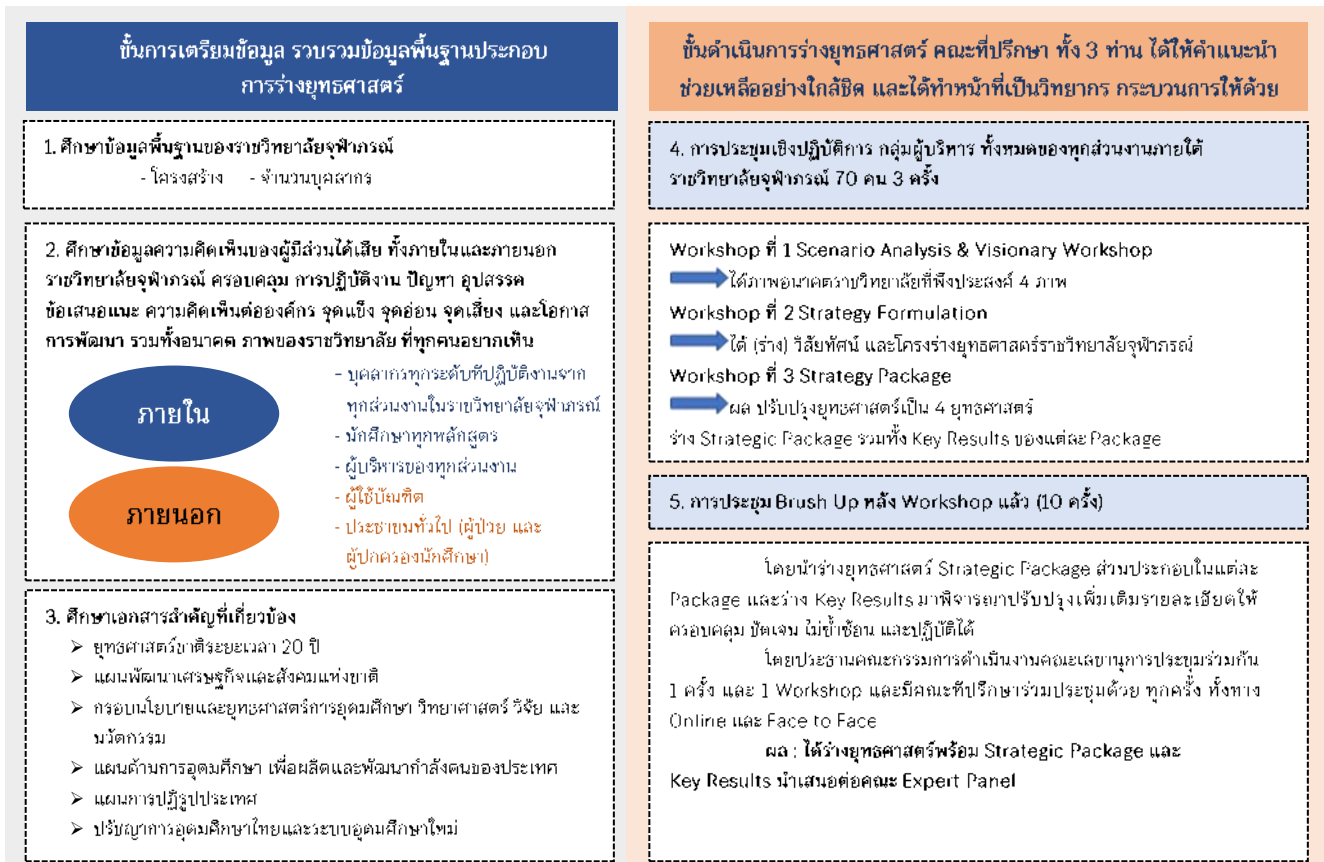 ขั้นการเตรียมข้อมูล รวบรวมข้อมูลพื้นฐานประกอบ
การร่างยุทธศาสตร์
1. ศึกษาข้อมูลพื้นฐานของราชวิทยาลัยจุฬาภรณ์
- โครงสร้าง - จำนวนบุคลากร
2. ศึกษาข้อมูลความคิดเห็นของผู้มีส่วนได้เสีย ทั้งภายในและภายนอก
ราชวิทยาลัยจุฬาภรณ์ ครอบคลุม การปฏิบัติงาน ปัญหา อุปสรรค
ข้อเสนอแนะ ความคิดเห็นต่อองค์กร จุดแข็ง จุดอ่อน จุดเสี่ยง และโอกาส
การพัฒนา รวมทั้งอนาคต ภาพของราชวิทยาลัย ที่ทุกคนอยากเห็น
ภายใน
- บุคลากรทุกระดับที่ปฏิบัติงานจาก
ทุกส่วนงานในราชวิทยาลัยจุฬาภรณ์
- นักศึกษาทุกหลักสูตร
- ผู้บริหารของทุกส่วนงาน
ภายนอก
- ผู้ใช้บัณฑิต
- ประชาชนทั่วไป (ผู้ป่วย และ
ผู้ปกครองนักศึกษา)
3. ศึกษาเอกสารสำคัญที่เกี่ยวข้อง
➢ ยุทธศาสตร์ชาติระยะเวลา 20 ปี
➢ แผนพัฒนาเศรษฐกิจและสังคมแห่งชาติ
➢ กรอบนโยบายและยุทธศาสตร์การอุดมศึกษา วิทยาศาสตร์ วิจัย และ
นวัตกรรม
➢ แผนด้านการอุดมศึกษา เพื่อผลิตและพัฒนากำลังคนของประเทศ
➢ แผนการปฏิรูปประเทศ
➢ ปรัชญาการอุดมศึกษาไทยและระบบอุดมศึกษาใหม่
ขั้นดำเนินการร่างยุทธศาสตร์ คณะที่ปรึกษา ทั้ง 3 ท่าน ได้ให้คำแนะนำ
ช่วยเหลืออย่างใกล้ชิด และได้ทำหน้าที่เป็นวิทยากร กระบวนการให้ด้วย
4. การประชุมเชิงปฏิบัติการ กลุ่มผู้บริหาร ทั้งหมดของทุกส่วนงานภายใต้
ราชวิทยาลัยจุฬาภรณ์ 70 คน 3 ครั้ง
Workshop ที่ 1 Scenario Analysis & Visionary Workshop
ได้ภาพอนาคตราชวิทยาลัยที่พึงประสงค์ 4 ภาพ
Workshop ที่ 2 Strategy Formulation
ได้ (ร่าง) วิสัยทัศน์ และโครงร่างยุทธศาสตร์ราชวิทยาลัยจุฬาภรณ์
Workshop ที่ 3 Strategy Package
ผล ปรับปรุงยุทธศาสตร์เป็น 4 ยุทธศาสตร์
ร่าง Strategic Package รวมทั้ง Key Results ของแต่ละ Package
5. การประชุม Brush Up หลัง Workshop แล้ว (10 ครั้ง)
โดยนำร่างยุทธศาสตร์ Strategic Package ส่วนประกอบในแต่ละ
Package และร่าง Key Results มาพิจารณาปรับปรุงเพิ่มเติมรายละเอียดให้
ครอบคลุม ชัดเจน ไม่ซ้ำซ้อน และปฏิบัติได้
โดยประธานคณะกรรมการดำเนินงานคณะเลขานุการประชุมร่วมกัน
1 ครั้ง และ 1 Workshop และมีคณะที่ปรึกษาร่วมประชุมด้วย ทุกครั้ง ทั้งทาง
Online และ Face to Face
ผล : ได้ร่างยุทธศาสตร์พร้อม Strategic Package และ
Key Results นำเสนอต่อคณะ Expert Panel